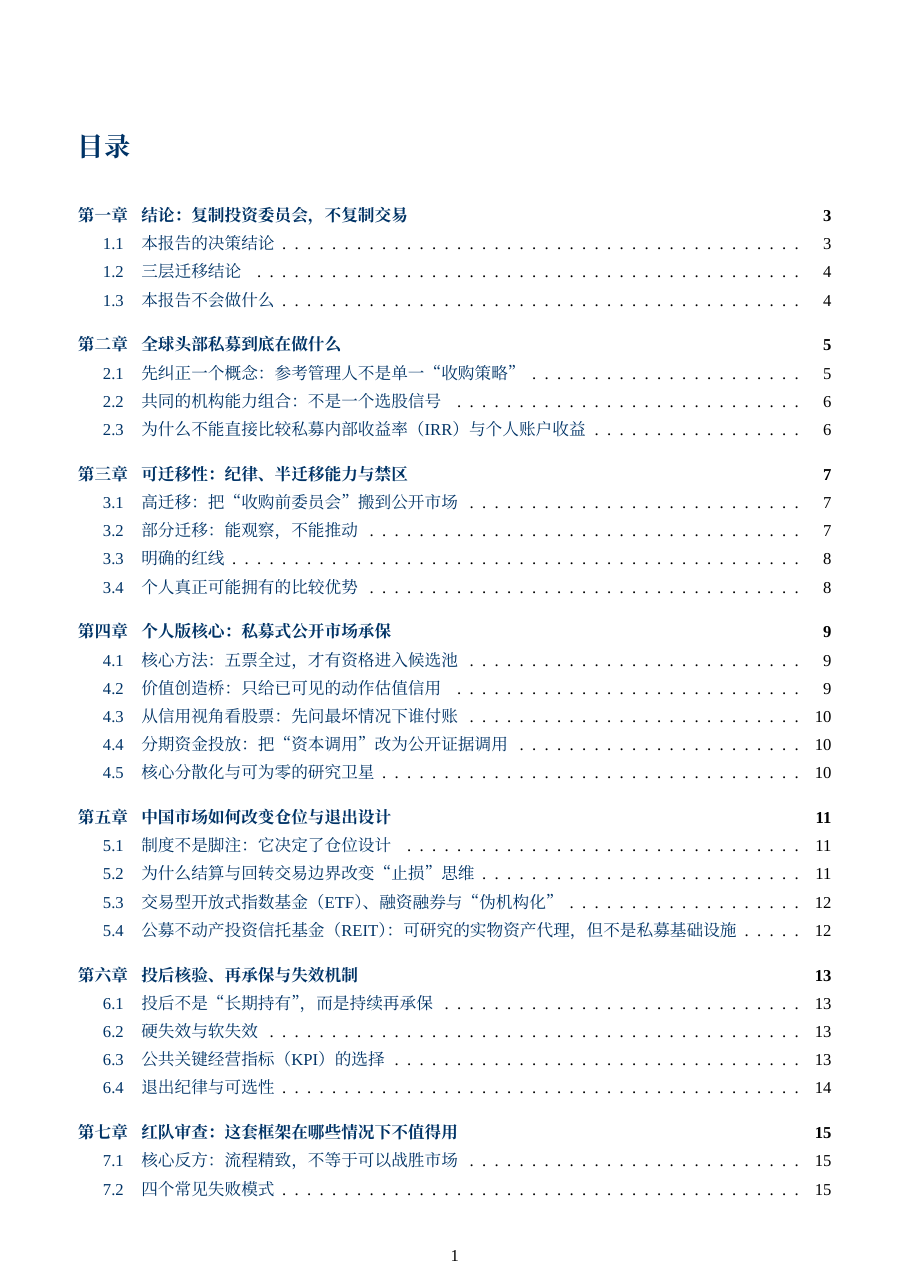 目录
第一章 结论：复制投资委员会，不复制交易 3
1.1 本报告的决策结论 . . . . . . . . . . . . . . . . . . . . . . . . . . . . . . . . . . . . . . . . . . 3
1.2 三层迁移结论 . . . . . . . . . . . . . . . . . . . . . . . . . . . . . . . . . . . . . . . . . . . . 4
1.3 本报告不会做什么 . . . . . . . . . . . . . . . . . . . . . . . . . . . . . . . . . . . . . . . . . . 4
第二章 全球头部私募到底在做什么 5
2.1 先纠正一个概念：参考管理人不是单一“收购策略” . . . . . . . . . . . . . . . . . . . . . . 5
2.2 共同的机构能力组合：不是一个选股信号 . . . . . . . . . . . . . . . . . . . . . . . . . . . . 6
2.3 为什么不能直接比较私募内部收益率（IRR）与个人账户收益 . . . . . . . . . . . . . . . . . 6
第三章 可迁移性：纪律、半迁移能力与禁区 7
3.1 高迁移：把“收购前委员会”搬到公开市场 . . . . . . . . . . . . . . . . . . . . . . . . . . . 7
3.2 部分迁移：能观察，不能推动 . . . . . . . . . . . . . . . . . . . . . . . . . . . . . . . . . . . 7
3.3 明确的红线 . . . . . . . . . . . . . . . . . . . . . . . . . . . . . . . . . . . . . . . . . . . . . . 8
3.4 个人真正可能拥有的比较优势 . . . . . . . . . . . . . . . . . . . . . . . . . . . . . . . . . . . 8
第四章 个人版核心：私募式公开市场承保 9
4.1 核心方法：五票全过，才有资格进入候选池 . . . . . . . . . . . . . . . . . . . . . . . . . . . 9
4.2 价值创造桥：只给已可见的动作估值信用 . . . . . . . . . . . . . . . . . . . . . . . . . . . . 9
4.3 从信用视角看股票：先问最坏情况下谁付账 . . . . . . . . . . . . . . . . . . . . . . . . . . . 10
4.4 分期资金投放：把“资本调用”改为公开证据调用 . . . . . . . . . . . . . . . . . . . . . . . 10
4.5 核心分散化与可为零的研究卫星 . . . . . . . . . . . . . . . . . . . . . . . . . . . . . . . . . . 10
第五章 中国市场如何改变仓位与退出设计 11
5.1 制度不是脚注：它决定了仓位设计 . . . . . . . . . . . . . . . . . . . . . . . . . . . . . . . . 11
5.2 为什么结算与回转交易边界改变“止损”思维 . . . . . . . . . . . . . . . . . . . . . . . . . . 11
5.3 交易型开放式指数基金（ETF）、融资融券与“伪机构化” . . . . . . . . . . . . . . . . . . . 12
5.4 公募不动产投资信托基金（REIT）：可研究的实物资产代理，但不是私募基础设施 . . . . . 12
第六章 投后核验、再承保与失效机制 13
6.1 投后不是“长期持有”，而是持续再承保 . . . . . . . . . . . . . . . . . . . . . . . . . . . . . 13
6.2 硬失效与软失效 . . . . . . . . . . . . . . . . . . . . . . . . . . . . . . . . . . . . . . . . . . . 13
6.3 公共关键经营指标（KPI）的选择 . . . . . . . . . . . . . . . . . . . . . . . . . . . . . . . . . 13
6.4 退出纪律与可选性 . . . . . . . . . . . . . . . . . . . . . . . . . . . . . . . . . . . . . . . . . . 14
第七章 红队审查：这套框架在哪些情况下不值得用 15
7.1 核心反方：流程精致，不等于可以战胜市场 . . . . . . . . . . . . . . . . . . . . . . . . . . . 15
7.2 四个常见失败模式 . . . . . . . . . . . . . . . . . . . . . . . . . . . . . . . . . . . . . . . . . . 15
1